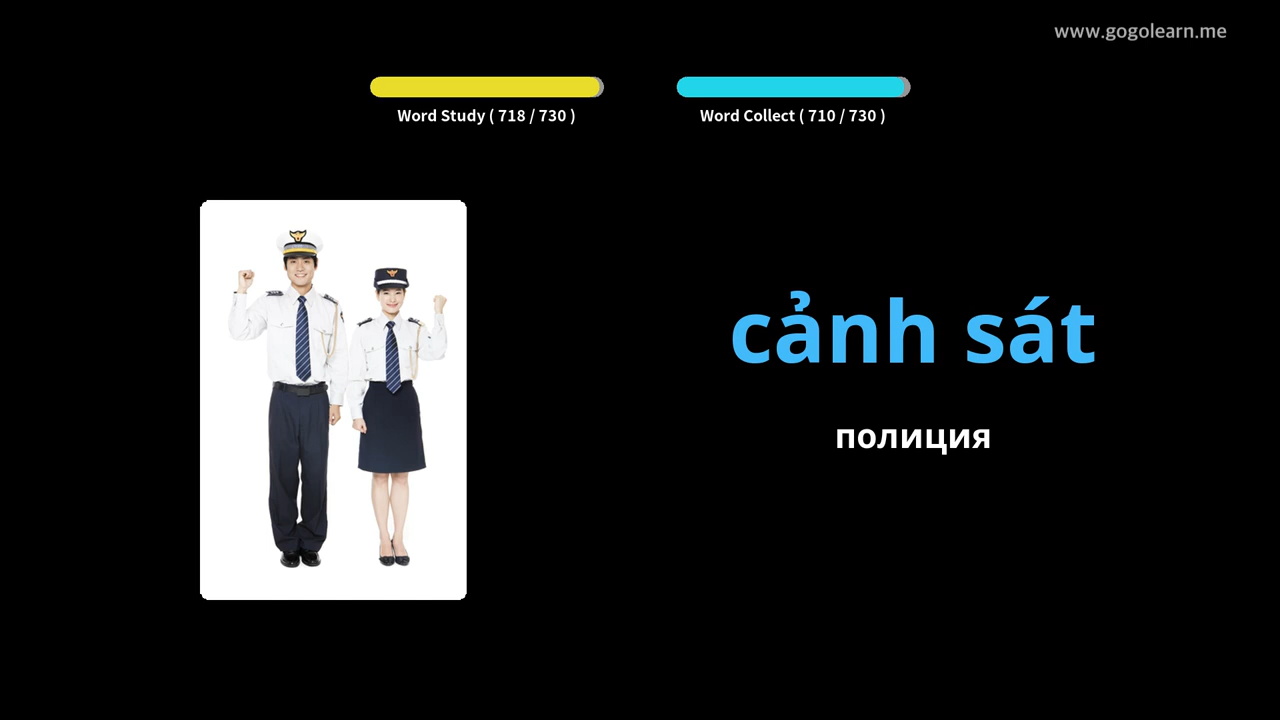 www.gogolearn.me
Word Study ( 718 / 730 )
Word Collect ( 710 / 730 )
cảnh sát
полиция